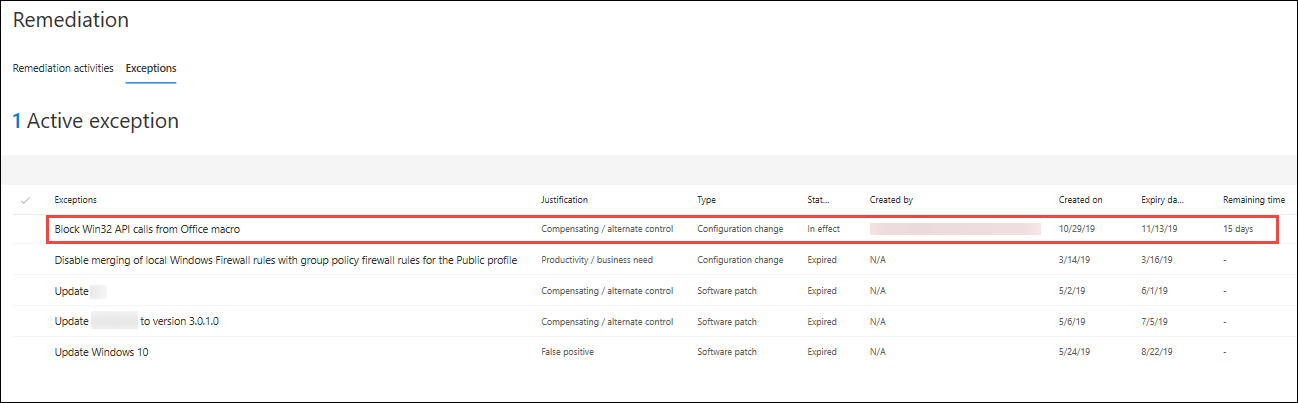 Remediation
Remediation activities Exceptions
1 Active exception
Exceptions Justification Type Stat... Created by Created on Expiry da... Remaining time
Block Win32 API calls from Office macro Compensating / alternate control Configuration change In effect 10/29/19 11/13/19 15 days
Disable merging of local Windows Firewall rules with group policy firewall rules for the Public profile Productivity / business need Configuration change Expired N/A 3/14/19 3/16/19 -
Update Compensating / alternate control Software patch Expired N/A 5/2/19 6/1/19 -
Update to version 3.0.1.0 Compensating / alternate control Software patch Expired N/A 5/6/19 7/5/19 -
Update Windows 10 False positive Software patch Expired N/A 5/24/19 8/22/19 -